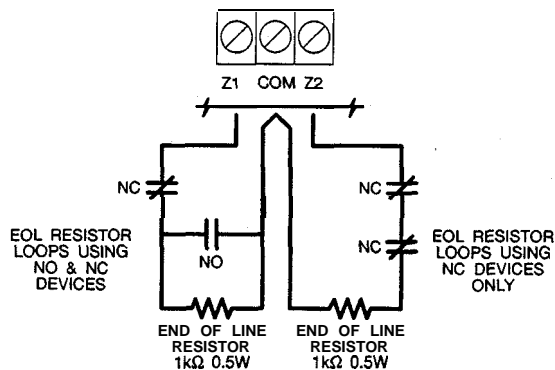 Z1 COM Z2
NC
NC
NO
NC
EOL RESISTOR
LOOPS USING
NO & NC
DEVICES
EOL RESISTOR
LOOPS USING
NC DEVICES
ONLY
END OF LINE
RESISTOR
1kΩ 0.5W
END OF LINE
RESISTOR
1kΩ 0.5W